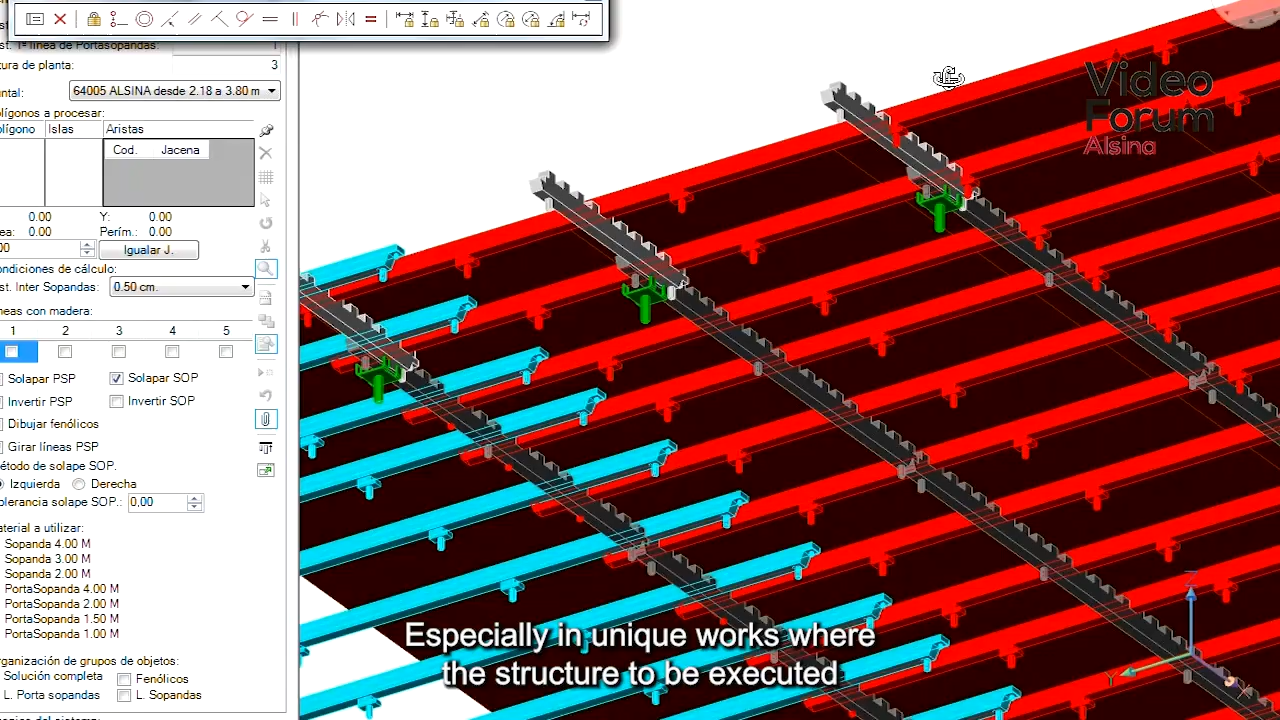 st. 1ª línea de Portasopandas: 1
tura de planta: 3
untal: 64005 ALSINA desde 2.18 a 3.80 m
olígonos a procesar:
olígono Islas Aristas
Cod. Jacena
0.00 Y: 0.00
ea: 0.00 Perím.: 0.00
00 Igualar J.
ondiciones de cálculo:
st. Inter Sopandas: 0.50 cm.
neas con madera:
1 2 3 4 5
Solapar PSP Solapar SOP
Invertir PSP Invertir SOP
Dibujar fenólicos
Girar líneas PSP
étodo de solape SOP.
Izquierda Derecha
olerancia solape SOP.: 0.00
aterial a utilizar:
Sopanda 4.00 M
Sopanda 3.00 M
Sopanda 2.00 M
PortaSopanda 4.00 M
PortaSopanda 2.00 M
PortaSopanda 1.50 M
PortaSopanda 1.00 M
rganización de grupos de objetos:
Solución completa Fenólicos
L. Porta sopandas L. Sopandas
Video
Forum
Alsina
Z
Y
Especially in unique works where
the structure to be executed